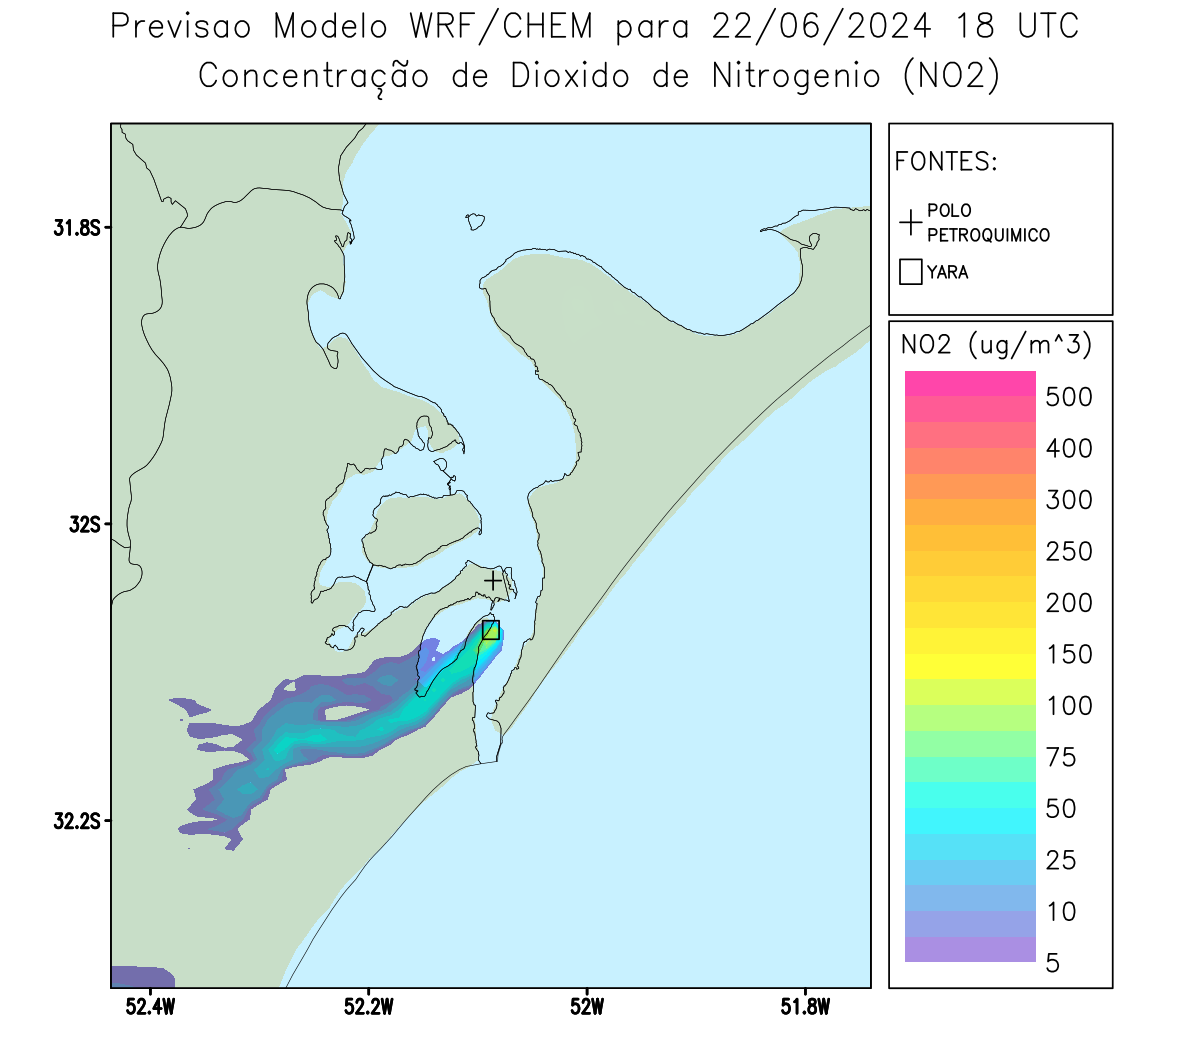 Previsao Modelo WRF/CHEM para 22/06/2024 18 UTC
Concentração de Dioxido de Nitrogenio (NO2)
FONTES:
POLO
PETROQUIMICO
YARA
NO2 (ug/m^3)
500
400
300
250
200
150
100
75
50
25
10
5
31.8S
32S
32.2S
52.4W
52.2W
52W
51.8W